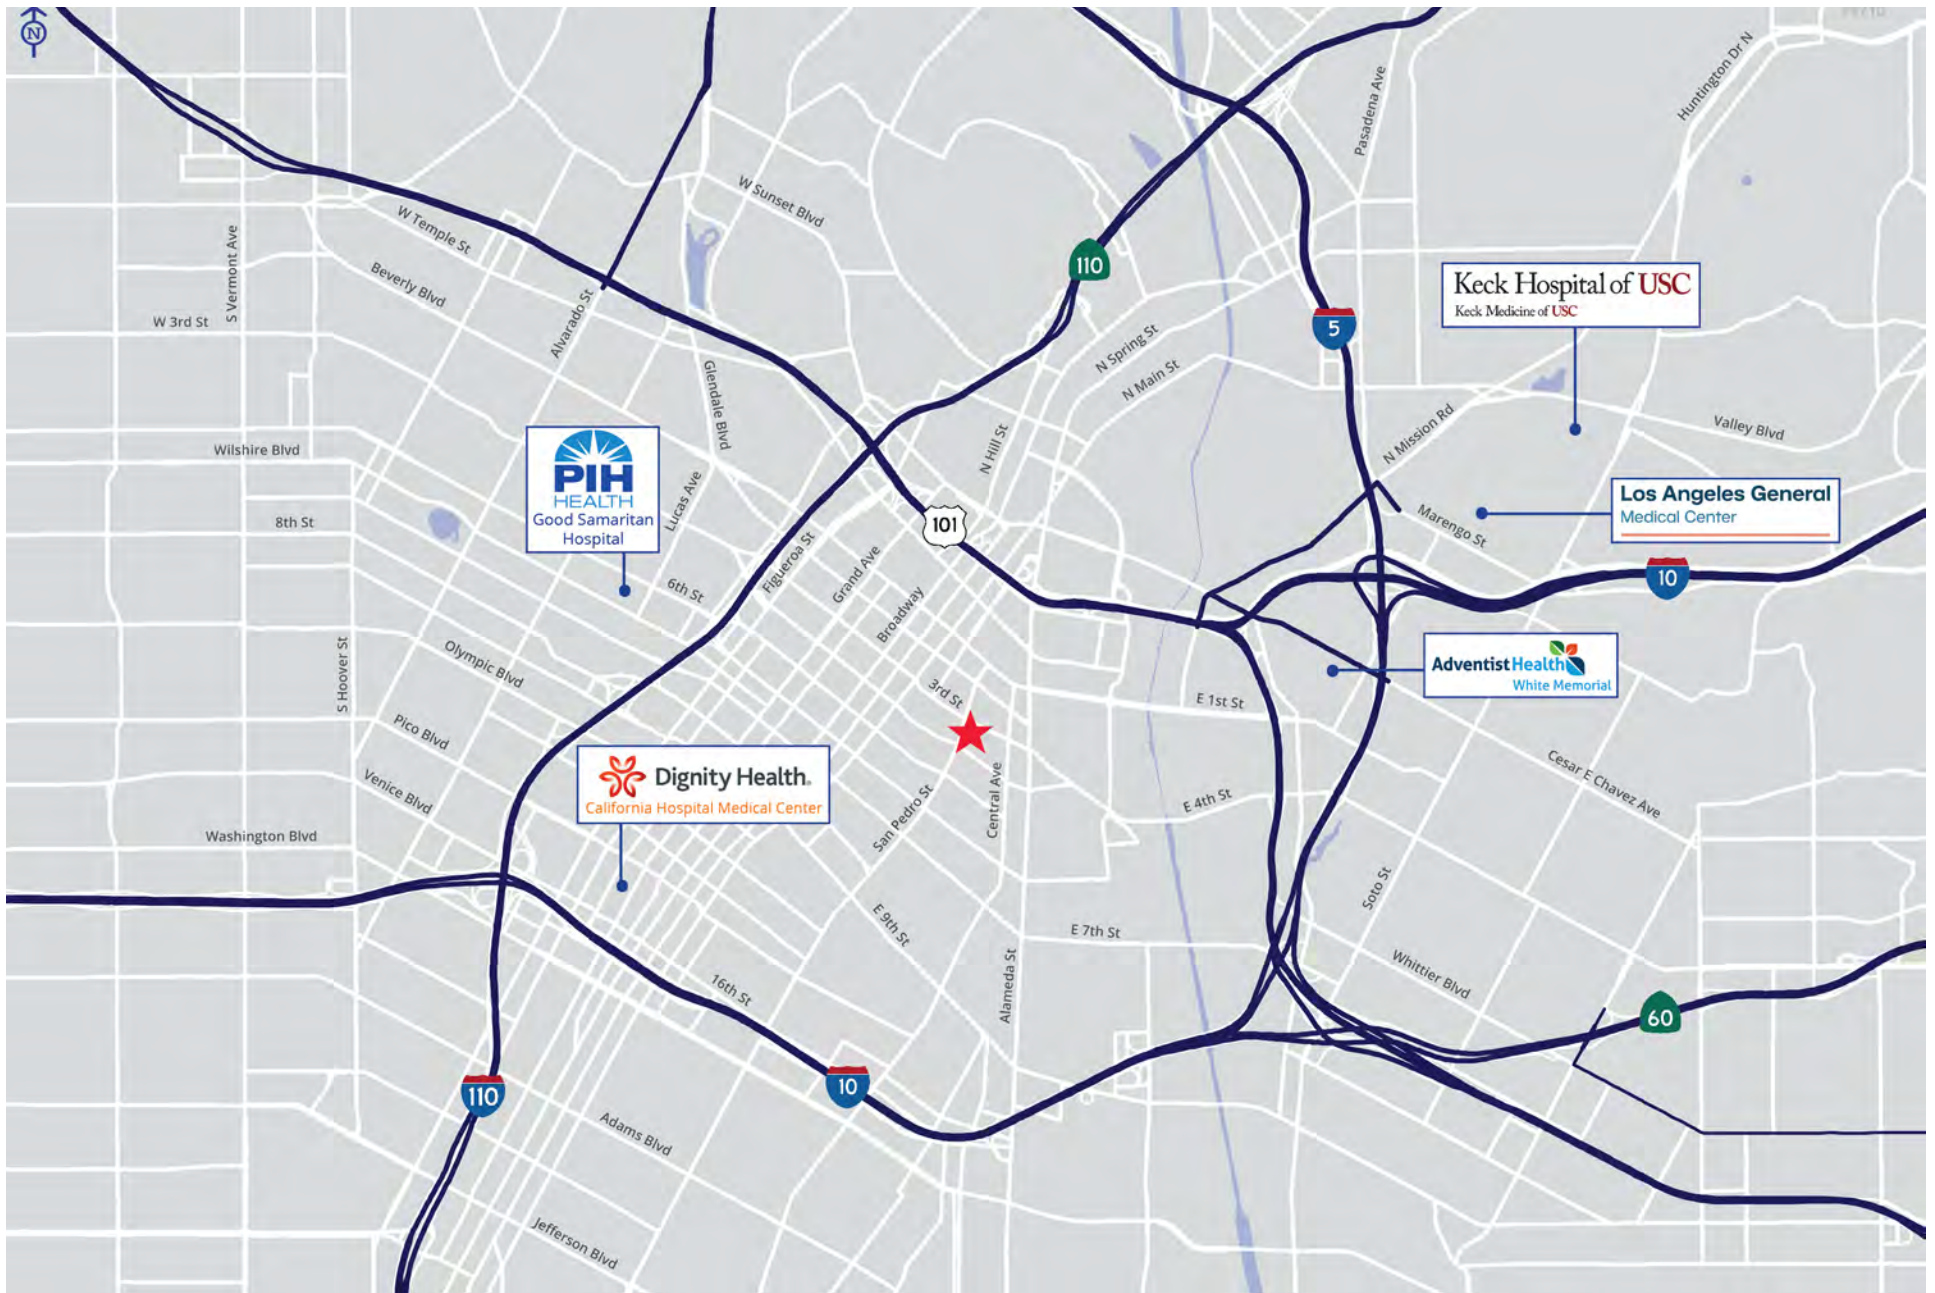 N
Huntington Dr N
Pasadena Ave
W Sunset Blvd
W Temple St
S Vermont Ave
Beverly Blvd
110
Keck Hospital of USC
Keck Medicine of USC
W 3rd St
Alvarado St
5
N Spring St
N Main St
Glendale Blvd
N Mission Rd
Valley Blvd
Wilshire Blvd
N Hill St
PIH
HEALTH
Good Samaritan
Hospital
Lucas Ave
Los Angeles General
Medical Center
8th St
101
Marengo St
Figueroa St
Grand Ave
10
6th St
Broadway
Olympic Blvd
S Hoover St
AdventistHealth
White Memorial
3rd St
E 1st St
Pico Blvd
Cesar E Chavez Ave
Dignity Health
California Hospital Medical Center
Venice Blvd
San Pedro St
Central Ave
E 4th St
Washington Blvd
Soto St
E 9th St
E 7th St
16th St
Alameda St
Whittier Blvd
60
110
10
Adams Blvd
Jefferson Blvd